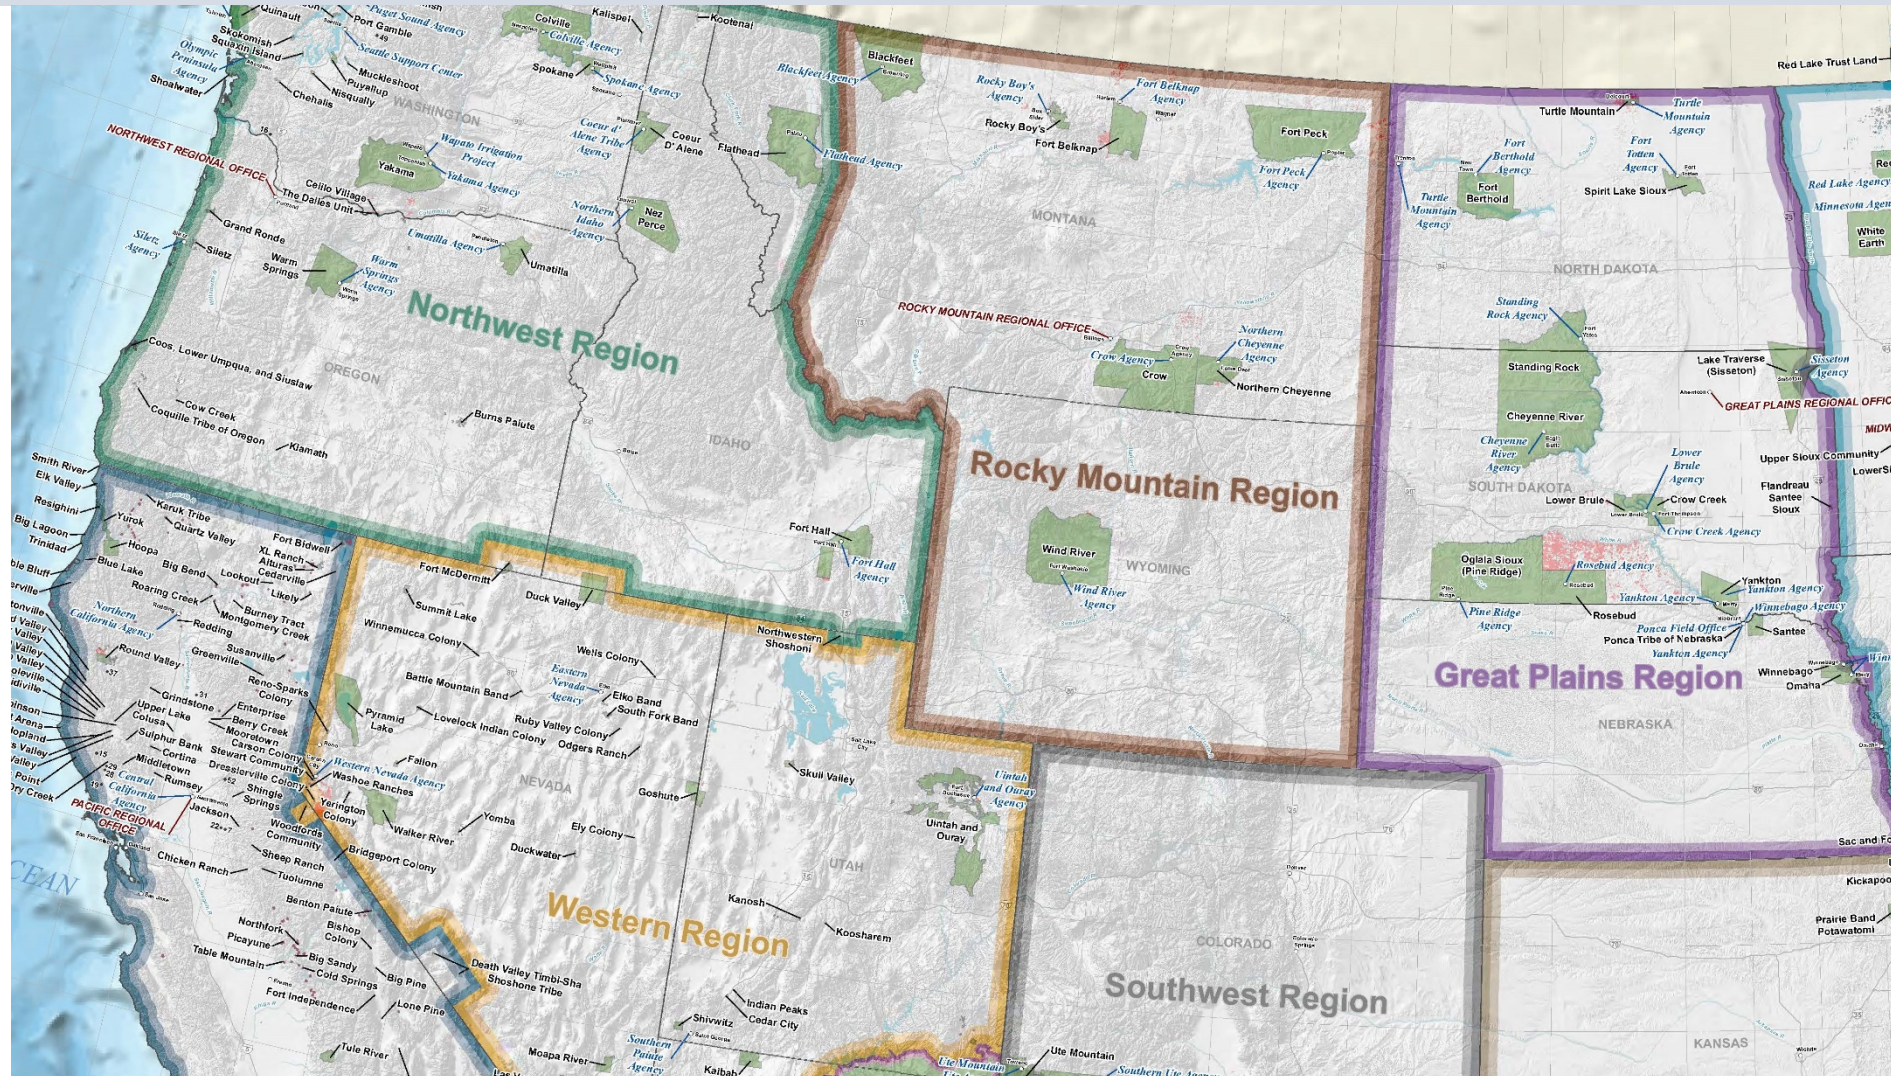 Quinault
Skokomish
Squaxin Island
Olympic
Peninsula
Agency
Shoalwater
Puget Sound Agency
Port Gamble
Seattle Support Center
Muckleshoot
Puyallup
Nisqually
Chehalis
WASHINGTON
Colville
Colville Agency
Kalispel
Kootenai
Spokane
Spokane Agency
Coeur d'
Alene Tribe
Agency
Coeur
D' Alene
Flathead
Flathead Agency
Blackfeet
Blackfeet Agency
Rocky Boy's
Agency
Rocky Boy's
Fort Belknap
Agency
Fort Belknap
Fort Peck
Fort Peck
Agency
MONTANA
Turtle Mountain
Turtle
Mountain
Agency
Fort
Berthold
Agency
Fort
Berthold
Turtle
Mountain
Agency
Fort
Totten
Agency
Spirit Lake Sioux
Red Lake Trust Land
Red Lake Agency
White
Earth
NORTH DAKOTA
NORTHWEST REGIONAL OFFICE
Wapato Irrigation
Project
Yakama
Yakama Agency
Celilo Village
The Dalles Unit
Northern
Idaho
Agency
Nez
Perce
Grand Ronde
Siletz
Agency
Siletz
Warm
Springs
Warm
Springs
Agency
Umatilla Agency
Umatilla
Northwest Region
Coos, Lower Umpqua, and Siuslaw
OREGON
Cow Creek
Coquille Tribe of Oregon
Klamath
Burns Paiute
IDAHO
ROCKY MOUNTAIN REGIONAL OFFICE
Crow Agency
Crow
Northern
Cheyenne
Agency
Northern Cheyenne
Rocky Mountain Region
Wind River
Wind River
Agency
WYOMING
Standing
Rock Agency
Standing Rock
Cheyenne River
Cheyenne
River
Agency
SOUTH DAKOTA
Lake Traverse
(Sisseton)
Sisseton
Agency
GREAT PLAINS REGIONAL OFFIC
Upper Sioux Community
Flandreau
Santee
Sioux
Lower
Brule
Agency
Lower Brule
Crow Creek
Crow Creek Agency
Oglala Sioux
(Pine Ridge)
Rosebud Agency
Rosebud
Pine Ridge
Agency
Yankton
Yankton Agency
Yankton Agency
Winnebago Agency
Ponca Field Office
Ponca Tribe of Nebraska
Yankton Agency
Santee
Winnebago
Omaha
Great Plains Region
NEBRASKA
Fort Hall
Fort Hall
Agency
Smith River
Elk Valley
Resighini
Big Lagoon
Trinidad
Yurok
Karuk Tribe
Quartz Valley
Hoopa
Blue Lake
Big Bend
Roaring Creek
Fort Bidwell
XL Ranch
Alturas
Cedarville
Lookout
Likely
Burney Tract
Montgomery Creek
Northern
California Agency
Redding
Susanville
Greenville
Round Valley
Reno-Sparks
Colony
Grindstone
Upper Lake
Colusa
Enterprise
Berry Creek
Mooretown
Sulphur Bank
Cortina
Middletown
Rumsey
Carson Colony
Stewart Community
Dresslerville Colony
Shingle
Springs
Jackson
Central
California
Agency
Dry Creek
PACIFIC REGIONAL
OFFICE
Woodfords
Community
Chicken Ranch
Sheep Ranch
Tuolumne
Bridgeport Colony
Benton Paiute
Bishop
Colony
Northfork
Picayune
Table Mountain
Big Sandy
Cold Springs
Fort Independence
Big Pine
Lone Pine
Tule River
Death Valley Timbi-Sha
Shoshone Tribe
Fort McDermitt
Duck Valley
Summit Lake
Winnemucca Colony
Wells Colony
Northwestern
Shoshoni
Battle Mountain Band
Eastern
Nevada
Agency
Elko Band
South Fork Band
Ruby Valley Colony
Odgers Ranch
Pyramid
Lake
Lovelock Indian Colony
Fallon
Western Nevada Agency
Washoe Ranches
Yerington
Colony
Walker River
NEVADA
Yomba
Ely Colony
Duckwater
Goshute
Skull Valley
Uintah
and Ouray
Agency
Uintah and
Ouray
UTAH
Western Region
Kanosh
Koosharem
Indian Peaks
Cedar City
Shivwitz
Southern
Paiute
Agency
Moapa River
Kaibab
COLORADO
Southwest Region
Ute Mountain
Ute Mountain
KANSAS
Kickapoo
Prairie Band
Potawatomi